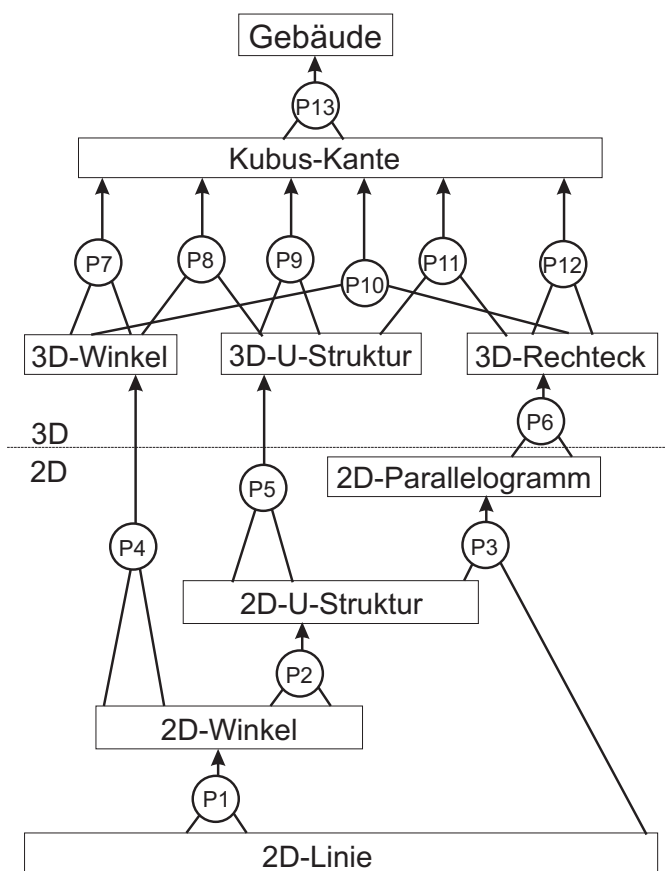 Gebäude
P13
Kubus-Kante
P7 P8 P9 P10 P11 P12
3D-Winkel 3D-U-Struktur 3D-Rechteck
P6
3D
2D
2D-Parallelogramm
P5
P4 P3
2D-U-Struktur
P2
2D-Winkel
P1
2D-Linie